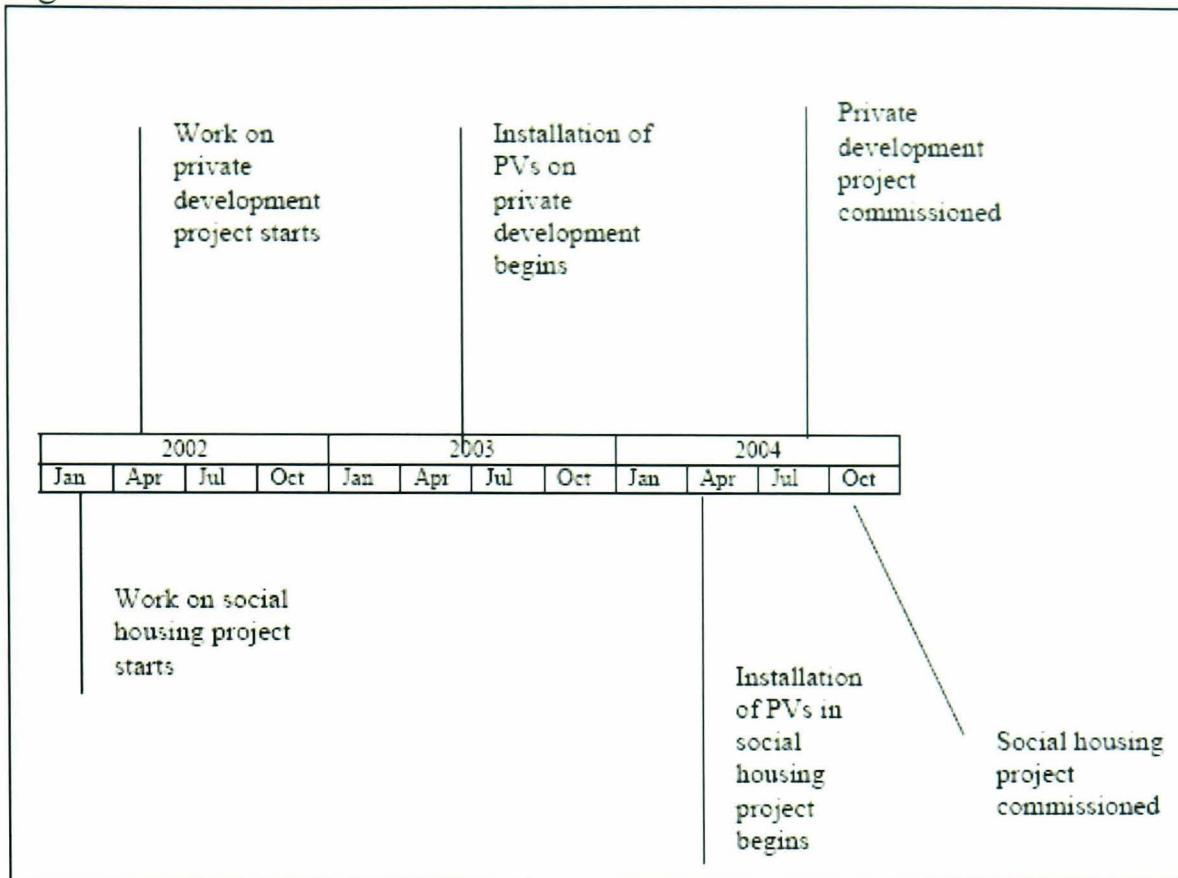 Work on
private
development
project starts
Installation of
PVs on
private
development
begins
Private
development
project
commissioned
2002 2003 2004
Jan Apr Jul Oct Jan Apr Jul Oct Jan Apr Jul Oct
Work on social
housing project
starts
Installation
of PVs in
social
housing
project
begins
Social housing
project
commissioned